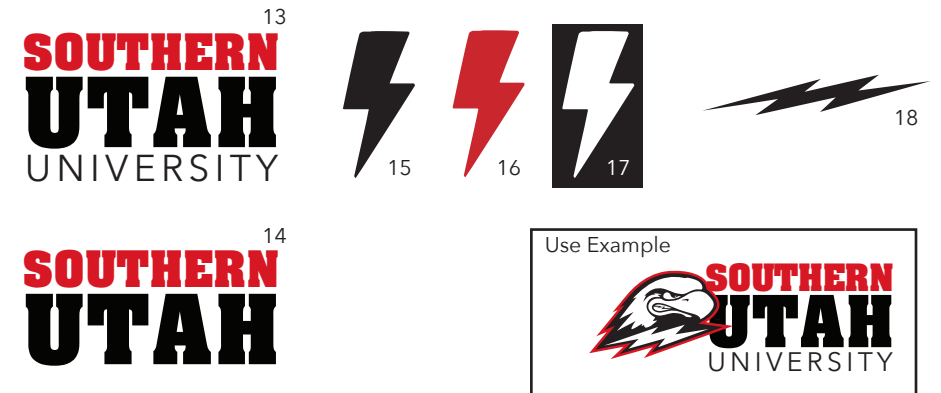 13
SOUTHERN
UTAH
UNIVERSITY
15
16
17
18
14
SOUTHERN
UTAH
Use Example
SOUTHERN
UTAH
UNIVERSITY